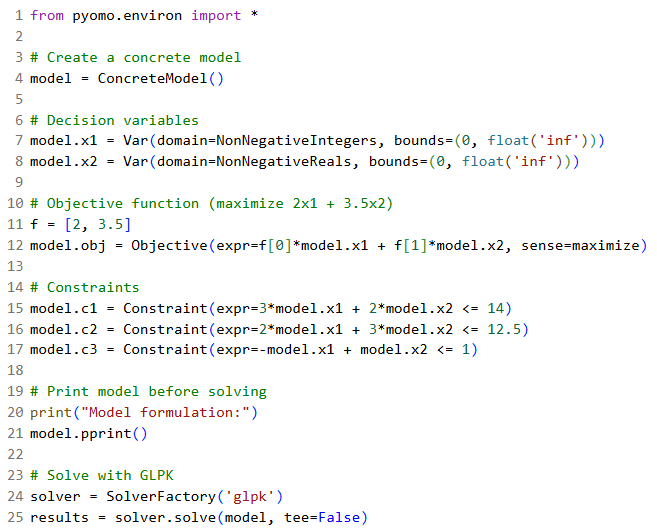 1 from pyomo.environ import *
2
3 # Create a concrete model
4 model = ConcreteModel()
5
6 # Decision variables
7 model.x1 = Var(domain=NonNegativeIntegers, bounds=(0, float('inf')))
8 model.x2 = Var(domain=NonNegativeReals, bounds=(0, float('inf')))
9
10 # Objective function (maximize 2x1 + 3.5x2)
11 f = [2, 3.5]
12 model.obj = Objective(expr=f[0]*model.x1 + f[1]*model.x2, sense=maximize)
13
14 # Constraints
15 model.c1 = Constraint(expr=3*model.x1 + 2*model.x2 <= 14)
16 model.c2 = Constraint(expr=2*model.x1 + 3*model.x2 <= 12.5)
17 model.c3 = Constraint(expr=-model.x1 + model.x2 <= 1)
18
19 # Print model before solving
20 print("Model formulation:")
21 model.pprint()
22
23 # Solve with GLPK
24 solver = SolverFactory('glpk')
25 results = solver.solve(model, tee=False)